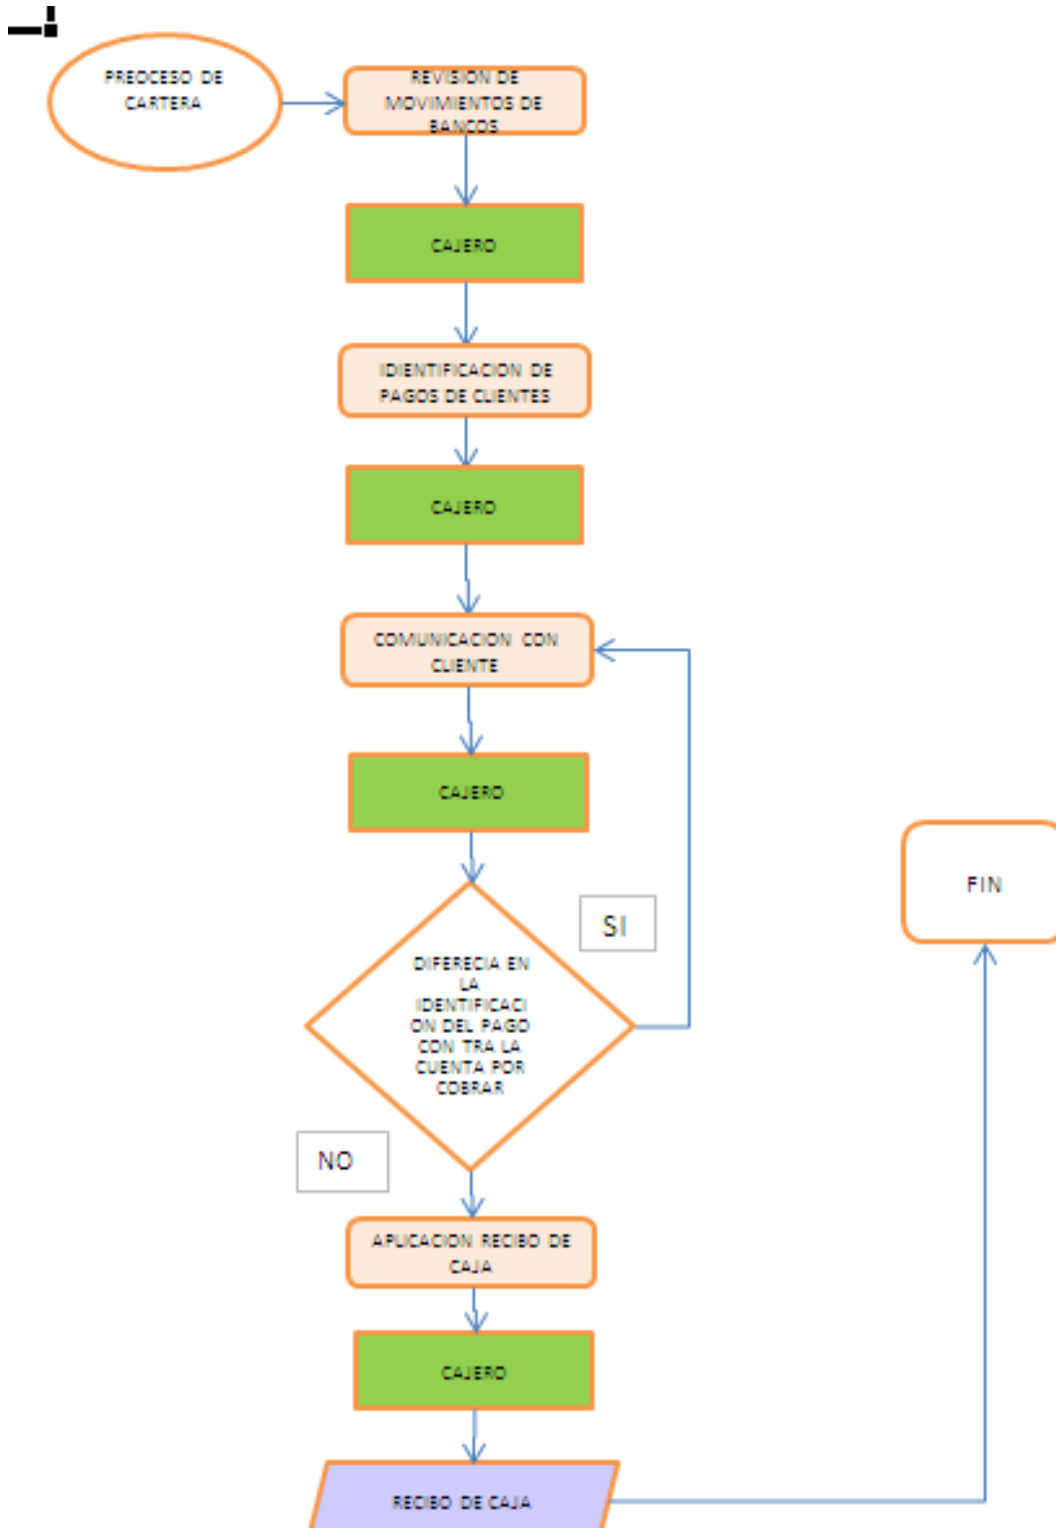 PREOCESO DE
CARTERA
REVISION DE
MOVIMIENTOS DE
BANCOS
CAJERO
IDIENTIFICACION DE
PAGOS DE CLIENTES
CAJERO
COMUNICACION CON
CLIENTE
CAJERO
SI
FIN
DIFERECIA EN
LA
IDENTIFICACI
ON DEL PAGO
CON TRA LA
CUENTA POR
COBRAR
NO
APLICACION RECIBO DE
CAJA
CAJERO
RECIBO DE CAJA